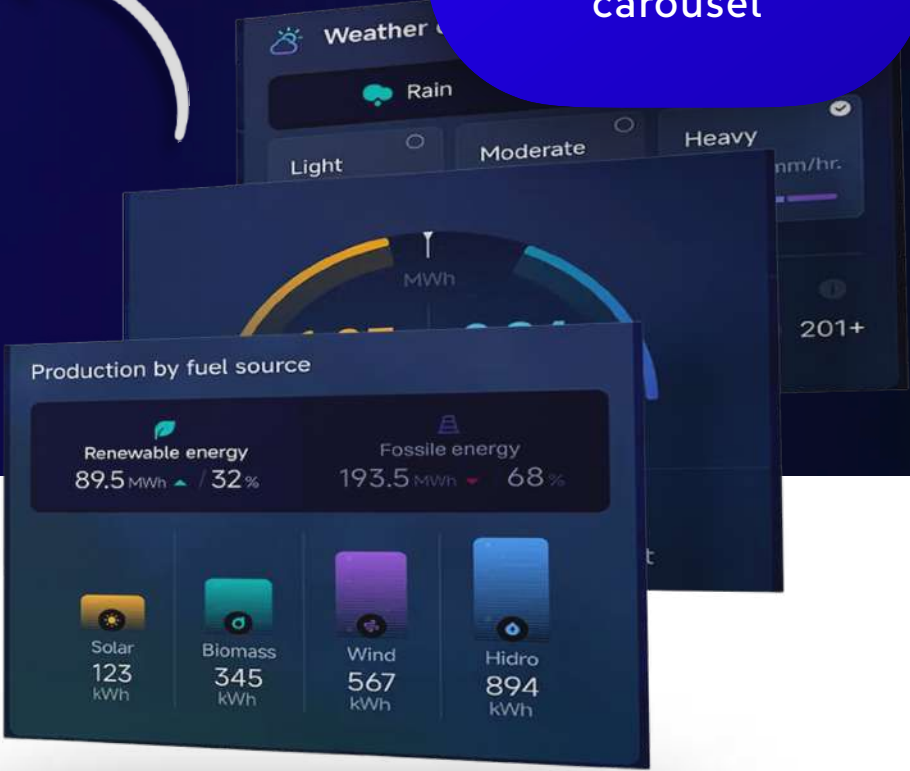 carousel
Weather
Rain
Light
Moderate
Heavy
mm/hr.
MWh
201+
Production by fuel source
Renewable energy
89.5 MWh / 32 %
Fossile energy
193.5 MWh 68 %
Solar
123
kWh
Biomass
345
kWh
Wind
567
kWh
Hidro
894
kWh